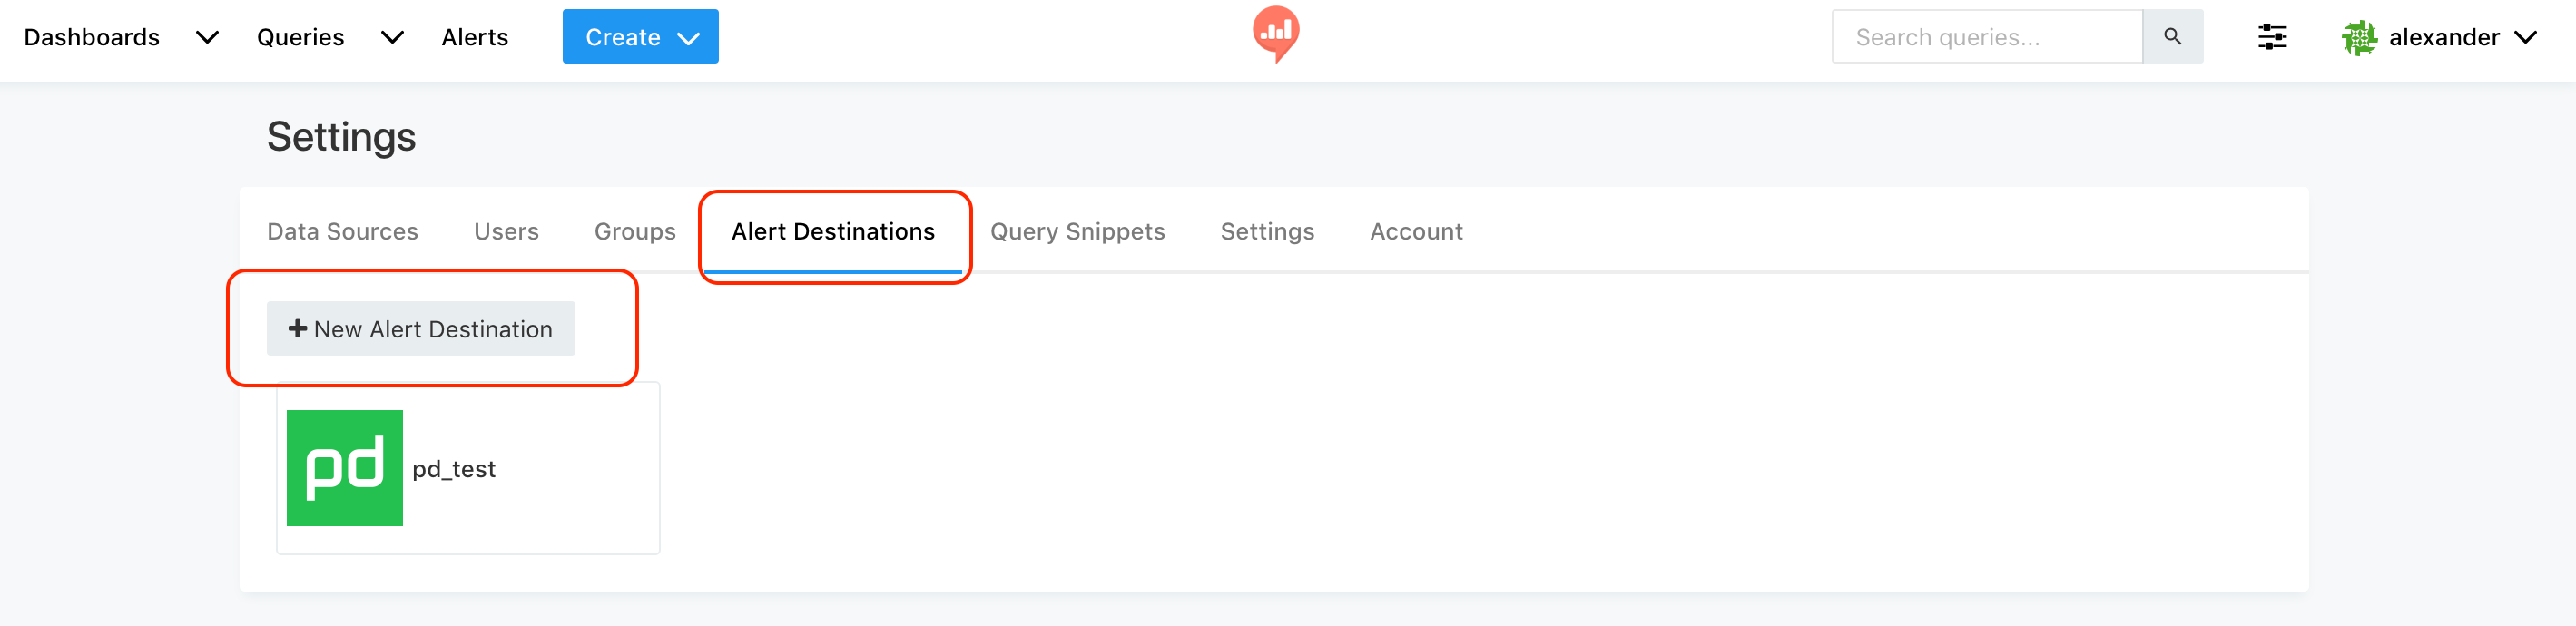 Dashboards Queries Alerts Create Search queries... alexander
Settings
Data Sources Users Groups Alert Destinations Query Snippets Settings Account
New Alert Destination
pd pd_test